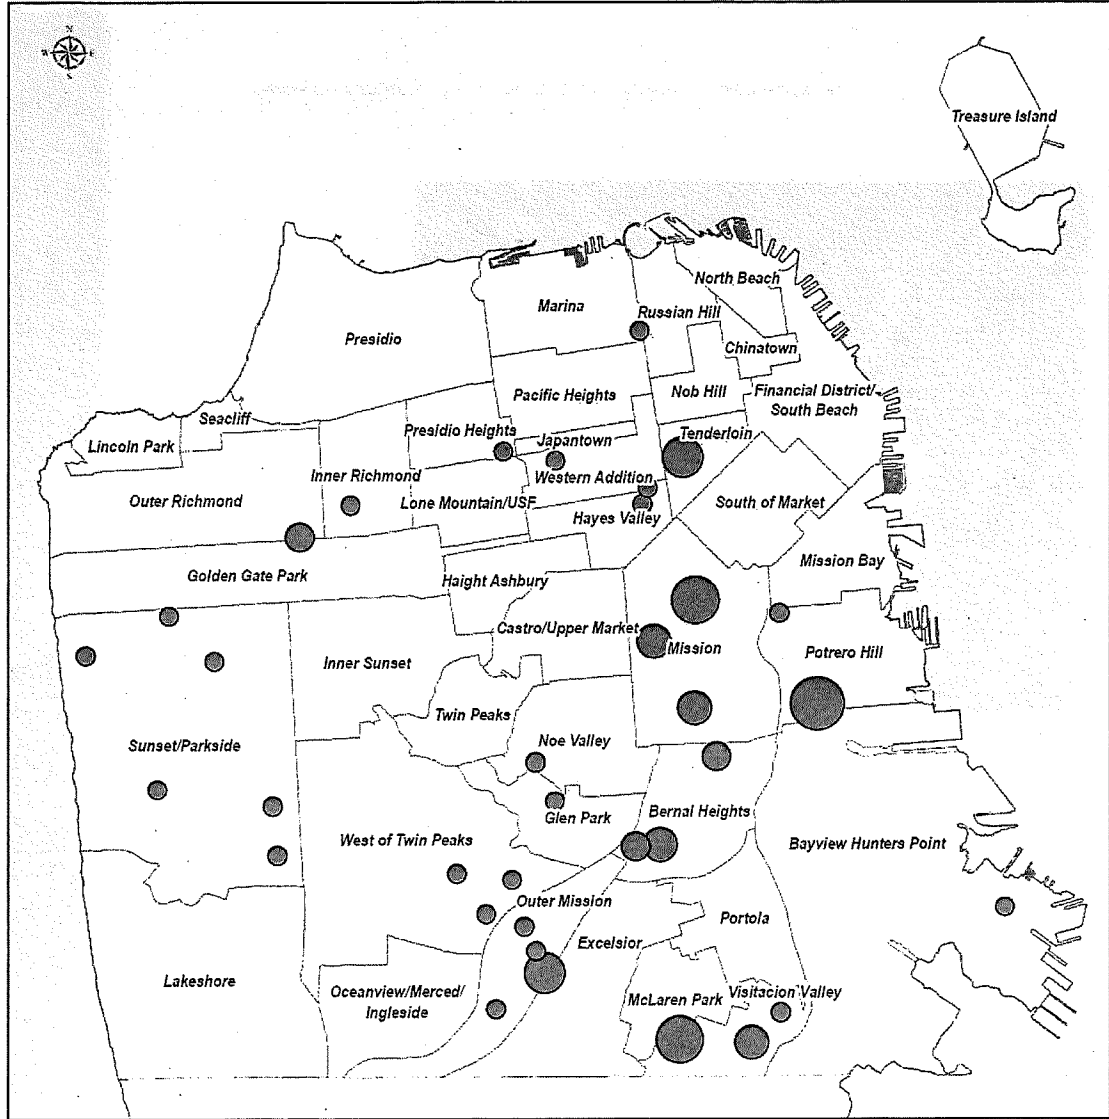 N
W
E
S
Treasure Island
North Beach
Marina
Russian Hill
Presidio
Chinatown
Pacific Heights
Nob Hill
Financial District/
South Beach
Seacliff
Lincoln Park
Presidio Heights
Japantown
Tenderloin
Inner Richmond
Western Addition
Outer Richmond
Lone Mountain/USF
South of Market
Hayes Valley
Mission Bay
Golden Gate Park
Haight Ashbury
Castro/Upper Market
Mission
Inner Sunset
Potrero Hill
Twin Peaks
Sunset/Parkside
Noe Valley
Glen Park
Bernal Heights
West of Twin Peaks
Bayview Hunters Point
Outer Mission
Portola
Excelsior
Lakeshore
Oceanview/Merced/
Ingleside
McLaren Park
Visitacion Valley